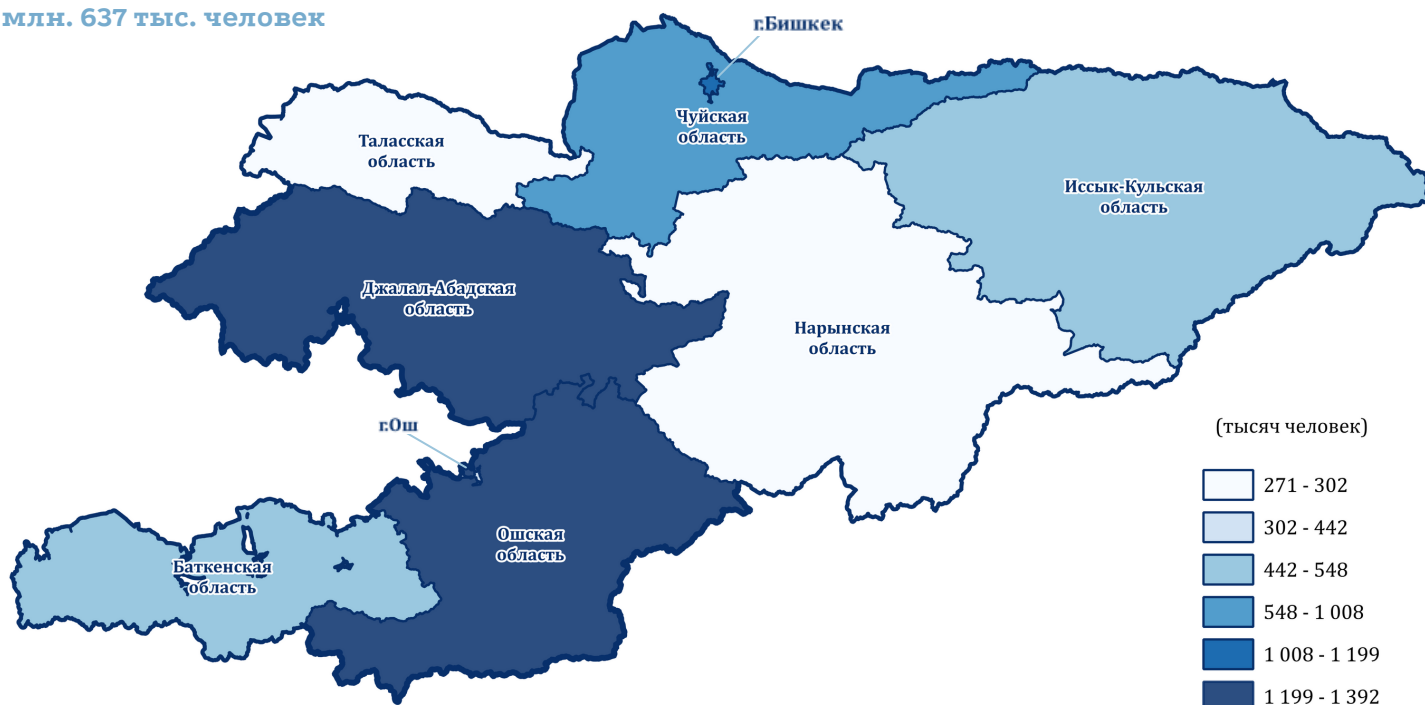 млн. 637 тыс. человек
г.Бишкек
Чуйская
область
Таласская
область
Иссык-Кульская
область
Джалал-Абадская
область
Нарынская
область
г.Ош
Ошская
область
Баткенская
область
(тысяч человек)
271 - 302
302 - 442
442 - 548
548 - 1 008
1 008 - 1 199
1 199 - 1 392